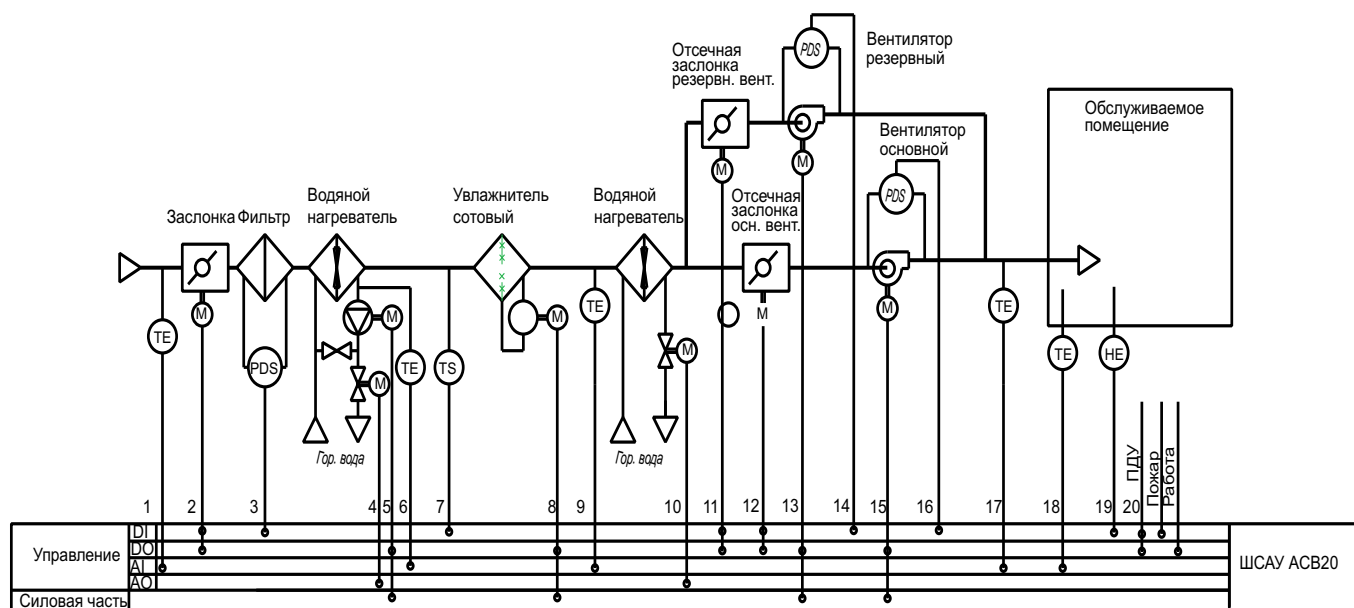 Отсечная
заслонка
резервн. вент.
PDS
Вентилятор
резервный
M
M
Обслуживаемое
помещение
Вентилятор
основной
PDS
Заслонка
Фильтр
Водяной
нагреватель
Увлажнитель
сотовый
Водяной
нагреватель
Отсечная
заслонка
осн. вент.
M
TE
M
PDS
M
M
TE
TS
M
TE
M
M
TE
TE
HE
Гор. вода
Гор. вода
ПДУ
Пожар
Работа
1 2 3 4 5 6 7 8 9 10 11 12 13 14 15 16 17 18 19 20
Управление
DI
DO
AI
AO
Силовая часть
ШСАУ АСВ20